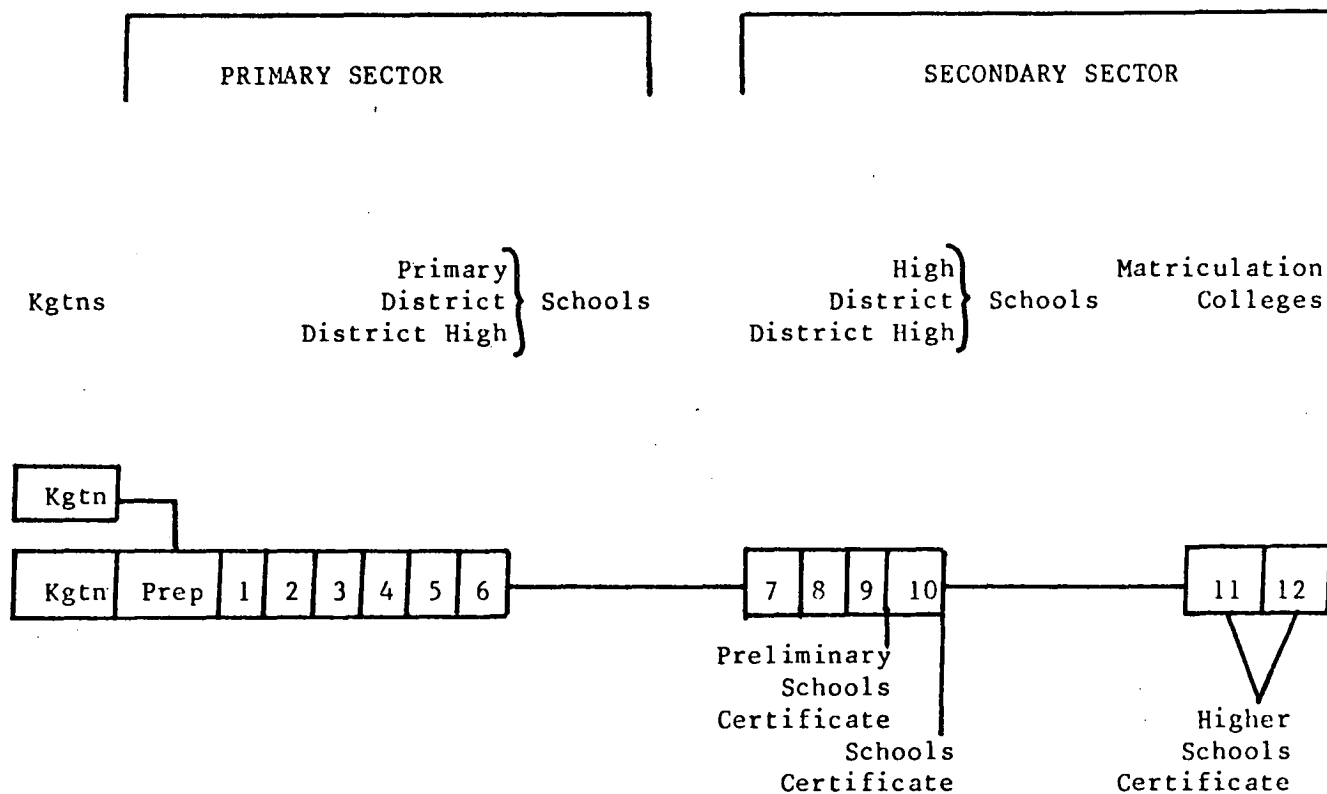 PRIMARY SECTOR
SECONDARY SECTOR
Kgtns
Primary
District
District High
Schools
High
District
District High
Schools
Matriculation
Colleges
Kgtn
Kgtn Prep 1 2 3 4 5 6 7 8 9 10 11 12
Preliminary
Schools
Certificate
Schools
Certificate
Higher
Schools
Certificate